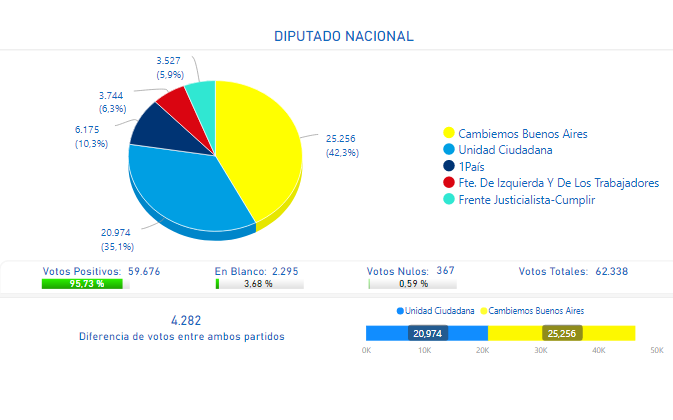 DIPUTADO NACIONAL
3.527
(5,9%)
3.744
(6,3%)
6.175
(10,3%)
25.256
(42,3%)
20.974
(35,1%)
Cambiemos Buenos Aires
Unidad Ciudadana
1País
Fte. De Izquierda Y De Los Trabajadores
Frente Justicialista-Cumplir
Votos Positivos: 59.676
95,73 %
En Blanco: 2.295
3,68 %
Votos Nulos: 367
0,59 %
Votos Totales: 62.338
4.282
Diferencia de votos entre ambos partidos
Unidad Ciudadana Cambiemos Buenos Aires
20,974 25,256
0K 10K 20K 30K 40K 50K